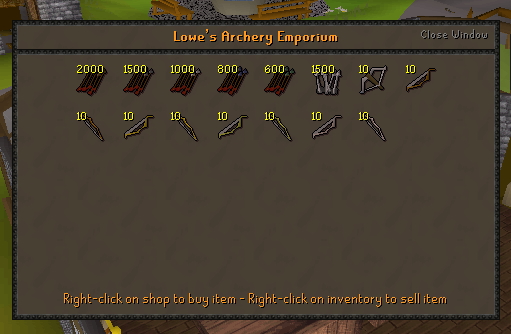 Lowe's Archery Emporium
Close Window
2000 1500 1000 800 600 1500 10 10
10 10 10 10 10 10 10
Right-click on shop to buy item - Right-click on inventory to sell item